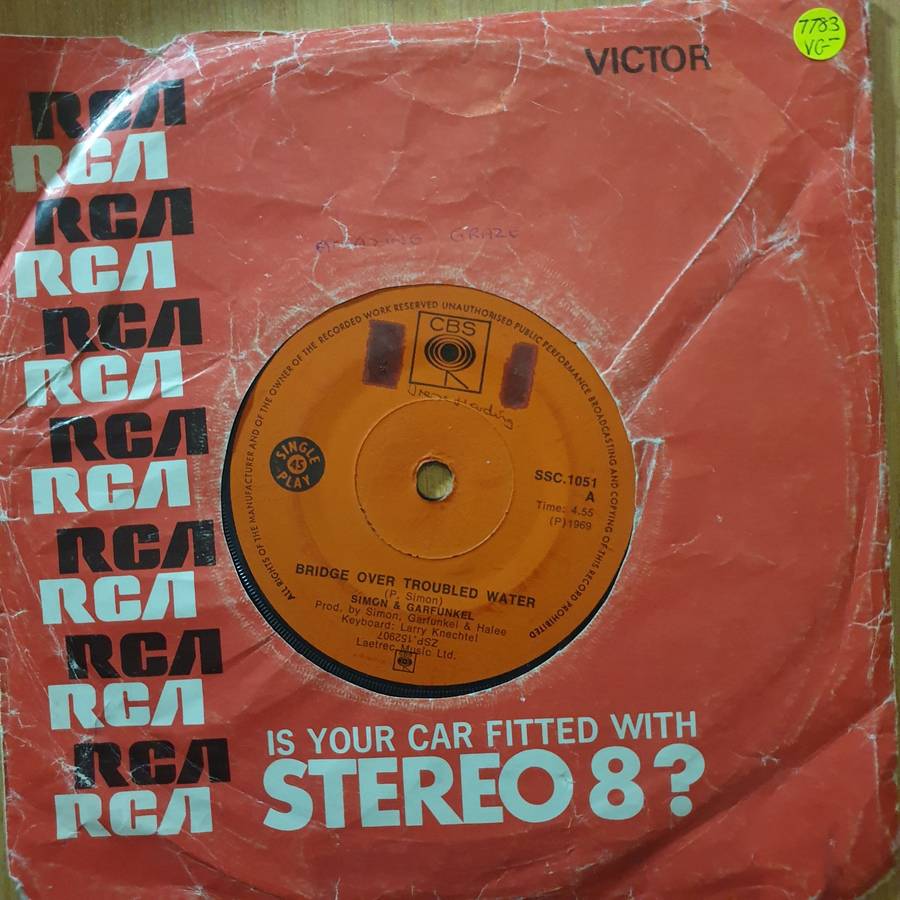 7783
VG-
VICTOR
RCA
RCA
RCA
RCA
RCA
RCA
RCA
RCA
RCA
RCA
RCA
RCA
RCA
RCA
AMAZING GRAZE
ALL RIGHTS OF THE MANUFACTURER AND OF THE OWNER OF THE RECORDED WORK RESERVED UNAUTHORISED PUBLIC PERFORMANCE BROADCASTING AND COPYING OF THIS RECORD PROHIBITED
CBS
Harding
SINGLE
45
PLAY
SSC.1051
A
Time: 4.55
(P)1969
BRIDGE OVER TROUBLED WATER
(P. Simon)
SIMON & GARFUNKEL
Prod. by Simon, Garfunkel & Halee
Keyboard: Larry Knechtel
ZSP.152907
Laetrec Music Ltd.
IS YOUR CAR FITTED WITH
STEREO 8?